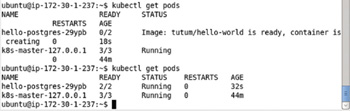 ubuntu@ip-172-30-1-237:~$ kubectl get pods
NAME READY STATUS
RESTARTS AGE
hello-postgres-29ypb 0/2 Image: tutum/hello-world is ready, container is
creating 0 18s
k8s-master-127.0.0.1 3/3 Running
0 44m
ubuntu@ip-172-30-1-237:~$ kubectl get pods
NAME READY STATUS RESTARTS AGE
hello-postgres-29ypb 2/2 Running 0 32s
k8s-master-127.0.0.1 3/3 Running 0 44m
ubuntu@ip-172-30-1-237:~$